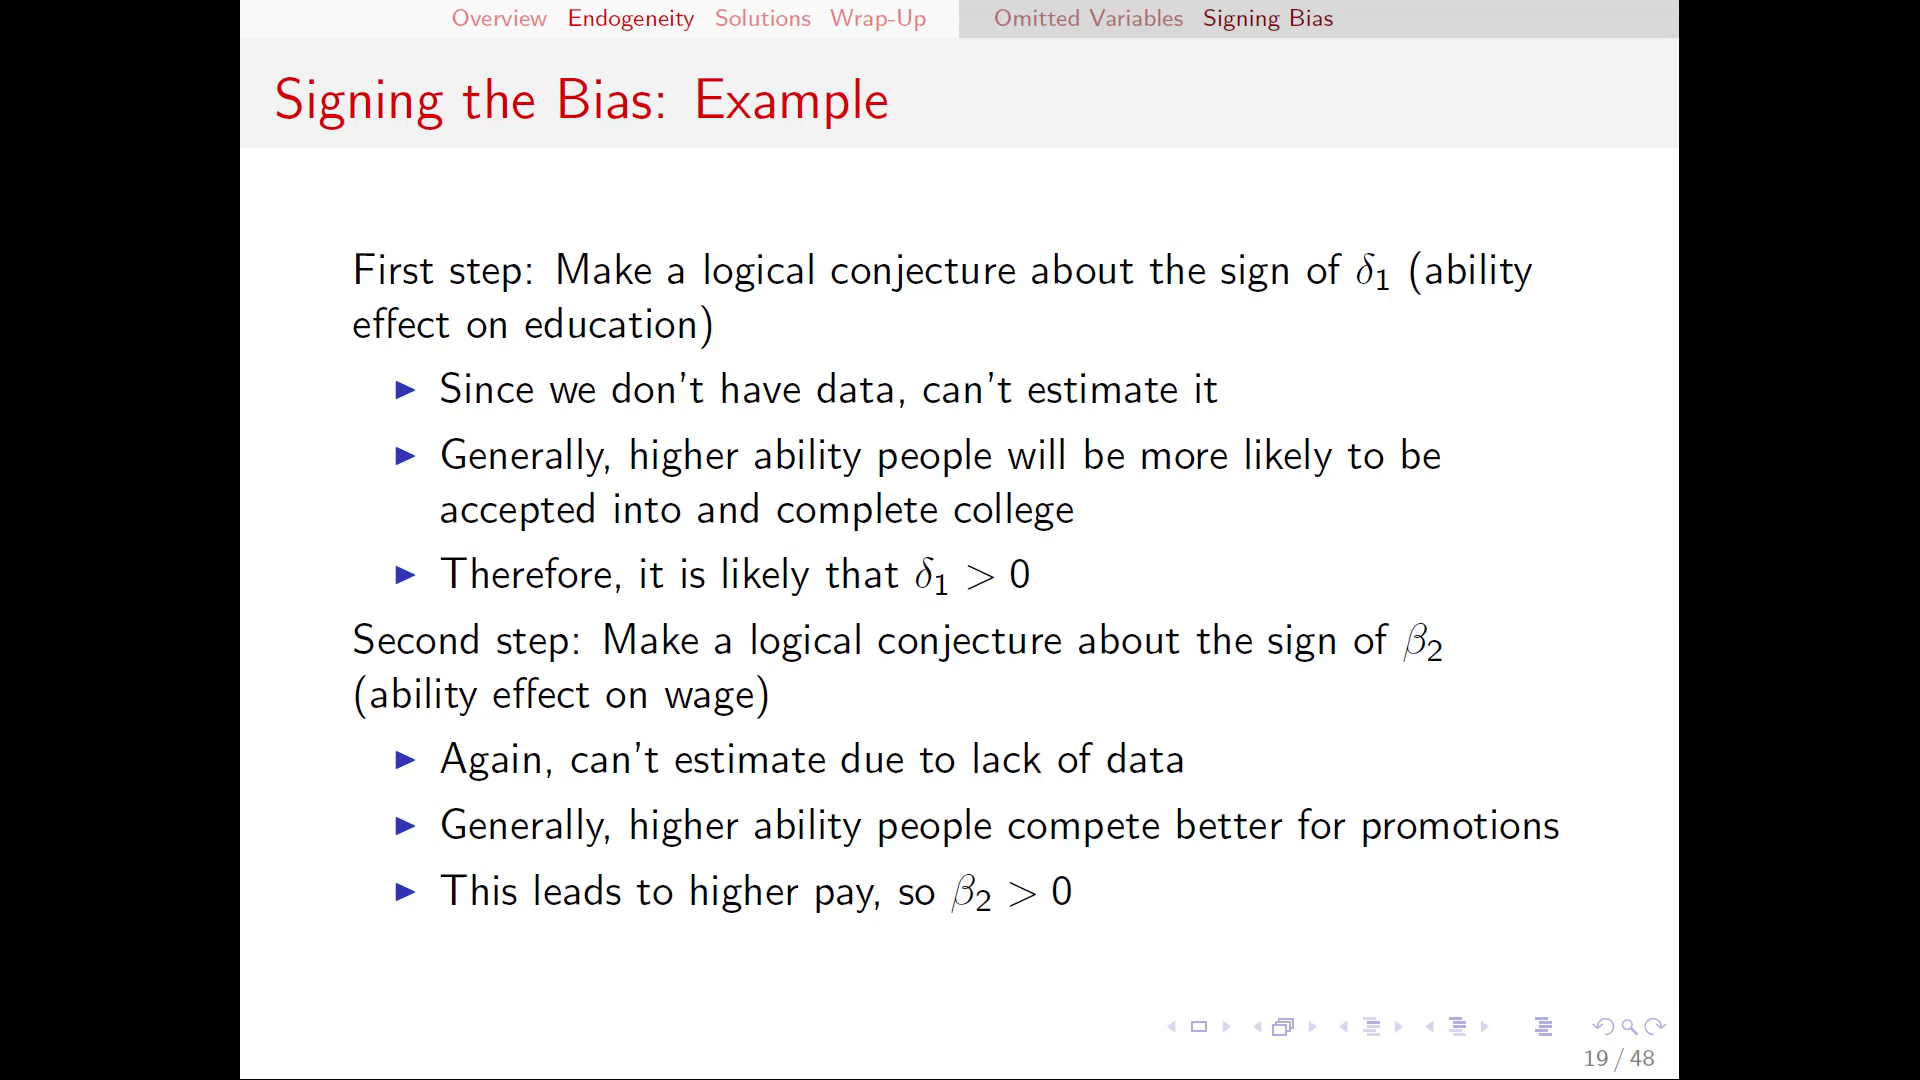 Overview Endogeneity Solutions Wrap-Up Omitted Variables Signing Bias
Signing the Bias: Example
First step: Make a logical conjecture about the sign of δ₁ (ability
effect on education)
Since we don't have data, can't estimate it
Generally, higher ability people will be more likely to be
accepted into and complete college
Therefore, it is likely that δ₁ > 0
Second step: Make a logical conjecture about the sign of β₂
(ability effect on wage)
Again, can't estimate due to lack of data
Generally, higher ability people compete better for promotions
This leads to higher pay, so β₂ > 0
19 / 48